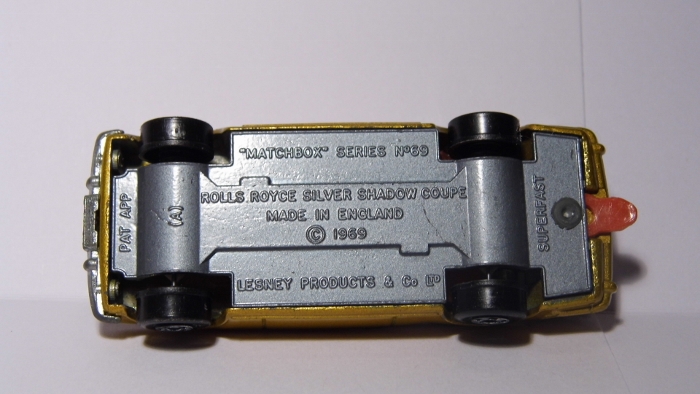 "MATCHBOX" SERIES Nº69
ROLLS ROYCE SILVER SHADOW COUPE
MADE IN ENGLAND
© 1969
LESNEY PRODUCTS & Co LTD
PAT APP
(A)
SUPERFAST